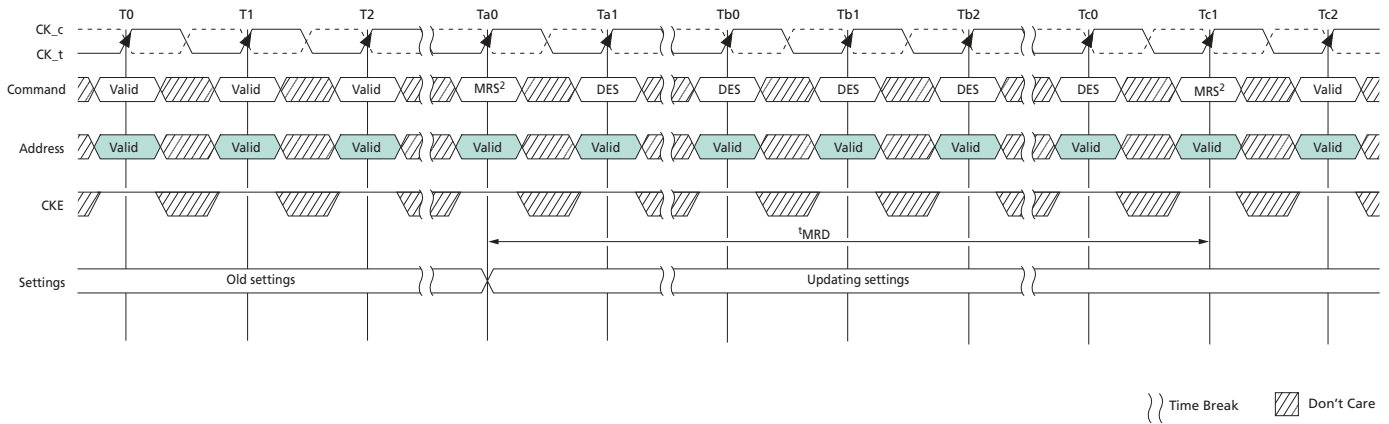 T0 T1 T2 Ta0 Ta1 Tb0 Tb1 Tb2 Tc0 Tc1 Tc2
CK_c
CK_t
Command Valid Valid Valid MRS² DES DES DES DES DES MRS² Valid
Address Valid Valid Valid Valid Valid Valid Valid Valid Valid Valid Valid
CKE
tMRD
Settings Old settings Updating settings
Time Break Don't Care